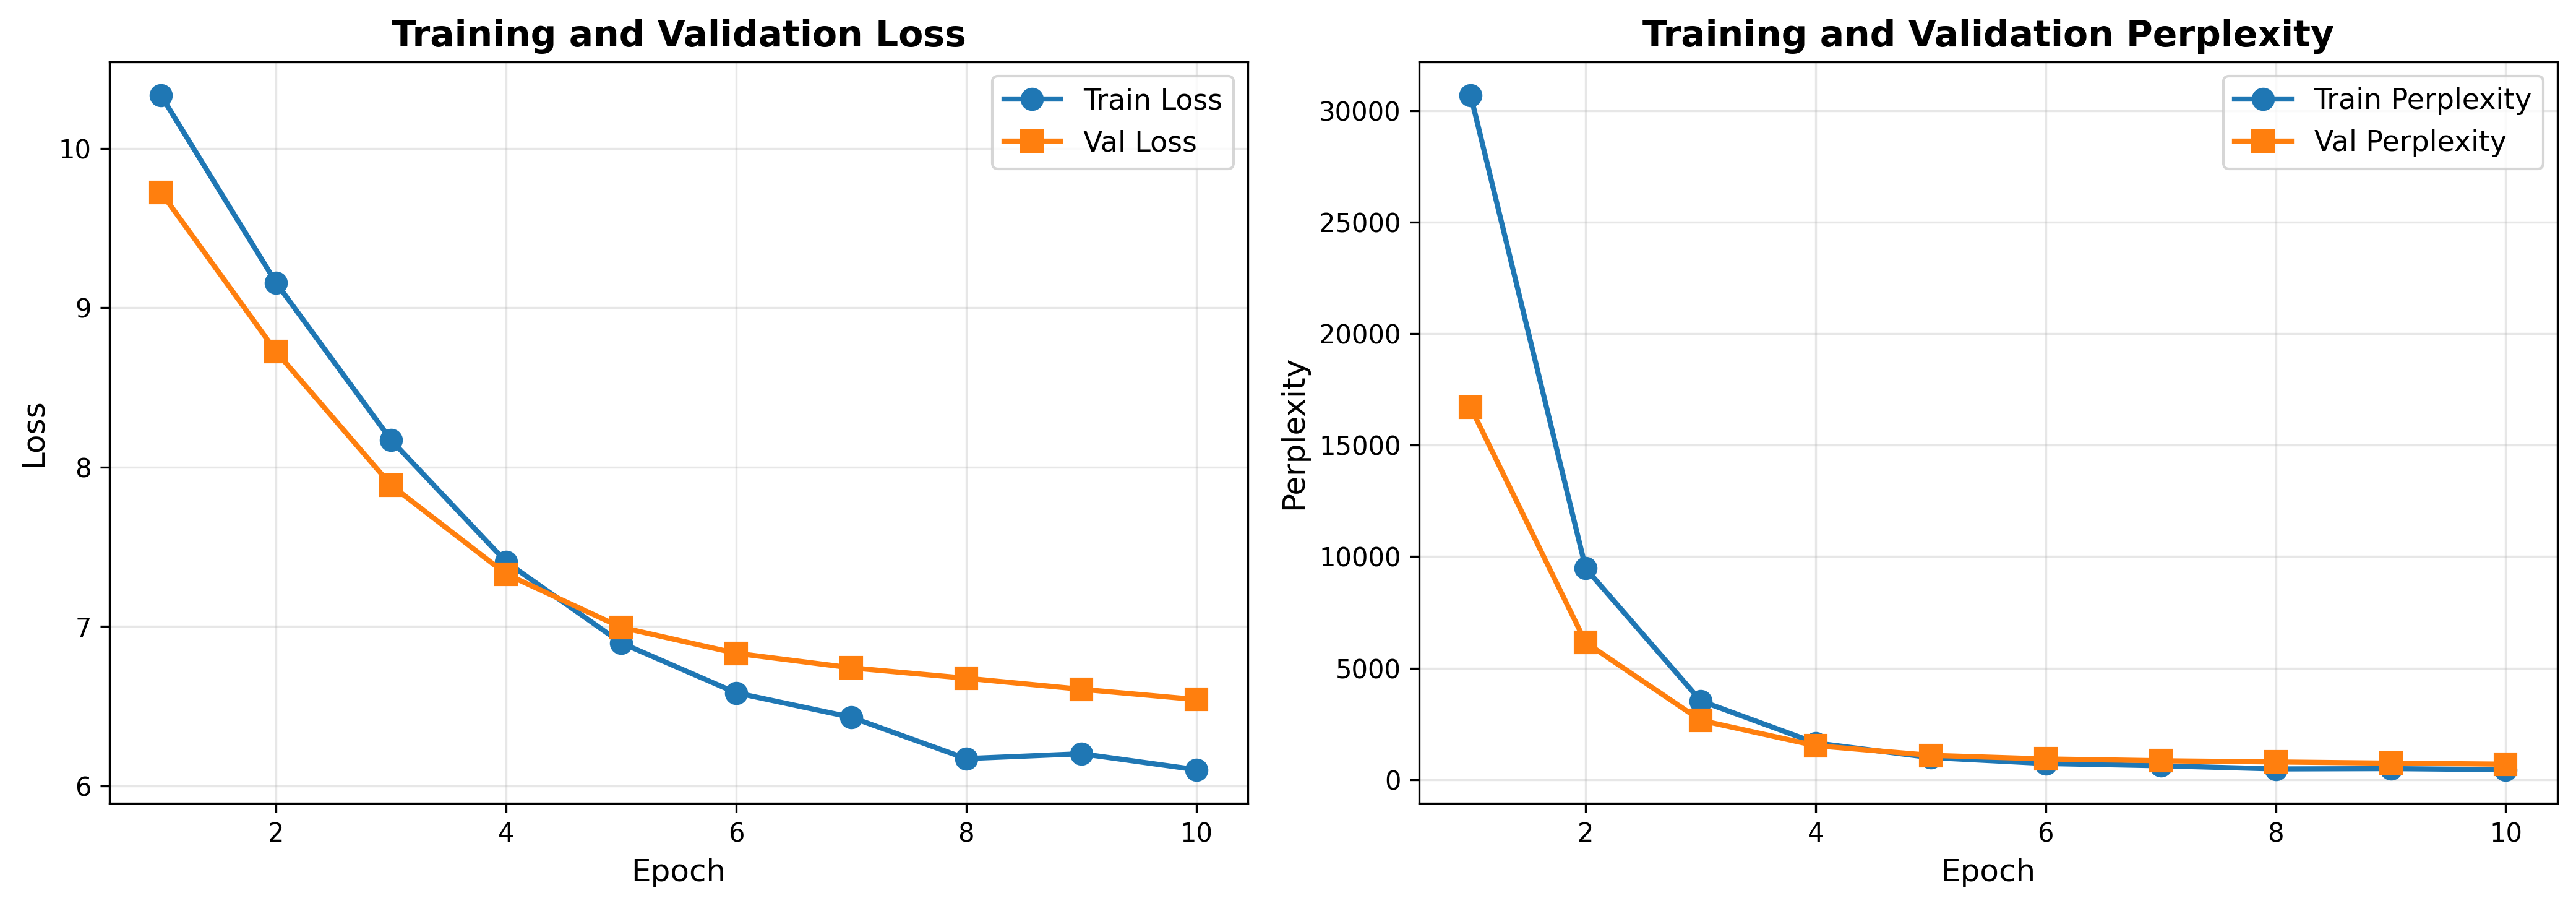 Training and Validation Loss
Train Loss
Val Loss
10
9
8
7
6
Loss
2
4
6
8
10
Epoch
Training and Validation Perplexity
Train Perplexity
Val Perplexity
30000
25000
20000
15000
10000
5000
0
Perplexity
2
4
6
8
10
Epoch